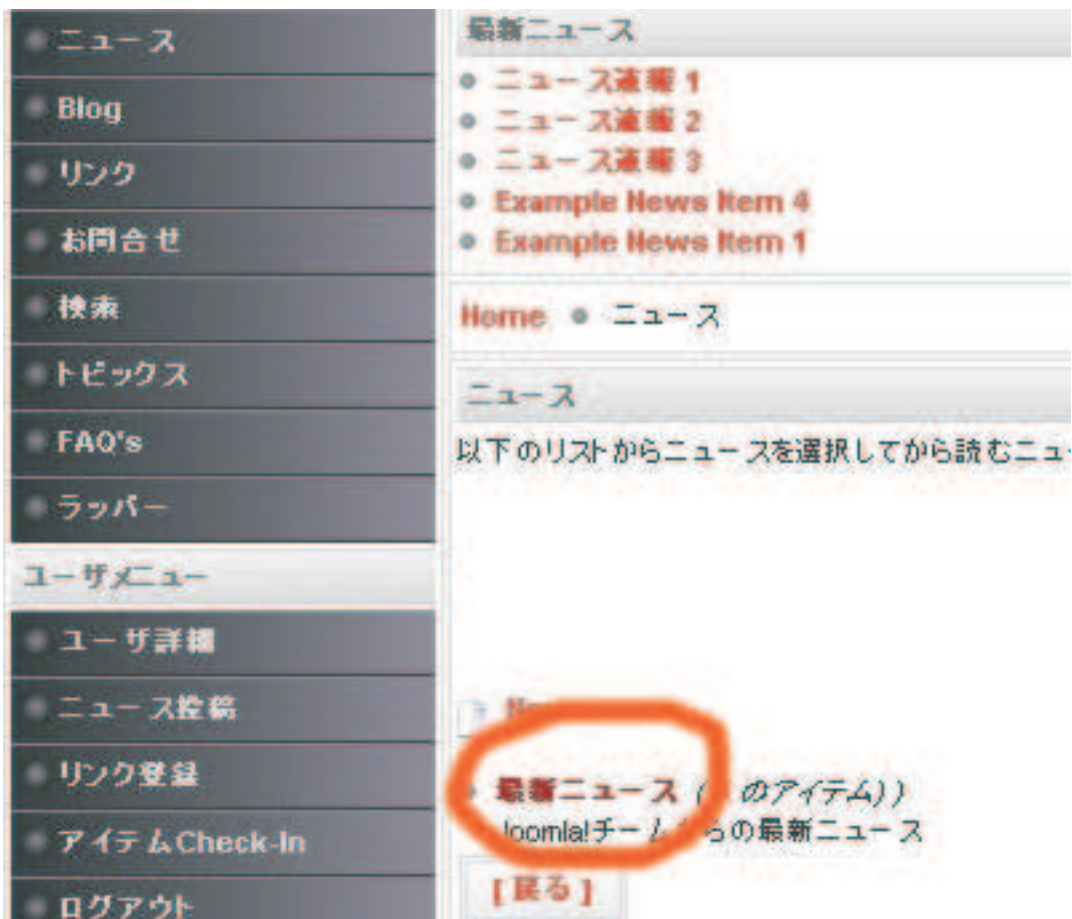 ニュース
Blog
リンク
お問合せ
検索
トピックス
FAQ's
ラッパー
ユーザメニュー
ユーザ詳細
ニュース投稿
リンク登録
アイテムCheck-In
ログアウト
最新ニュース
ニュース速報 1
ニュース速報 2
ニュース速報 3
Example News Item 4
Example News Item 1
Home ニュース
ニュース
以下のリストからニュースを選択してから読むニュー
最新ニュース ( のアイテム))
Joomla!チームからの最新ニュース
[ 戻る ]